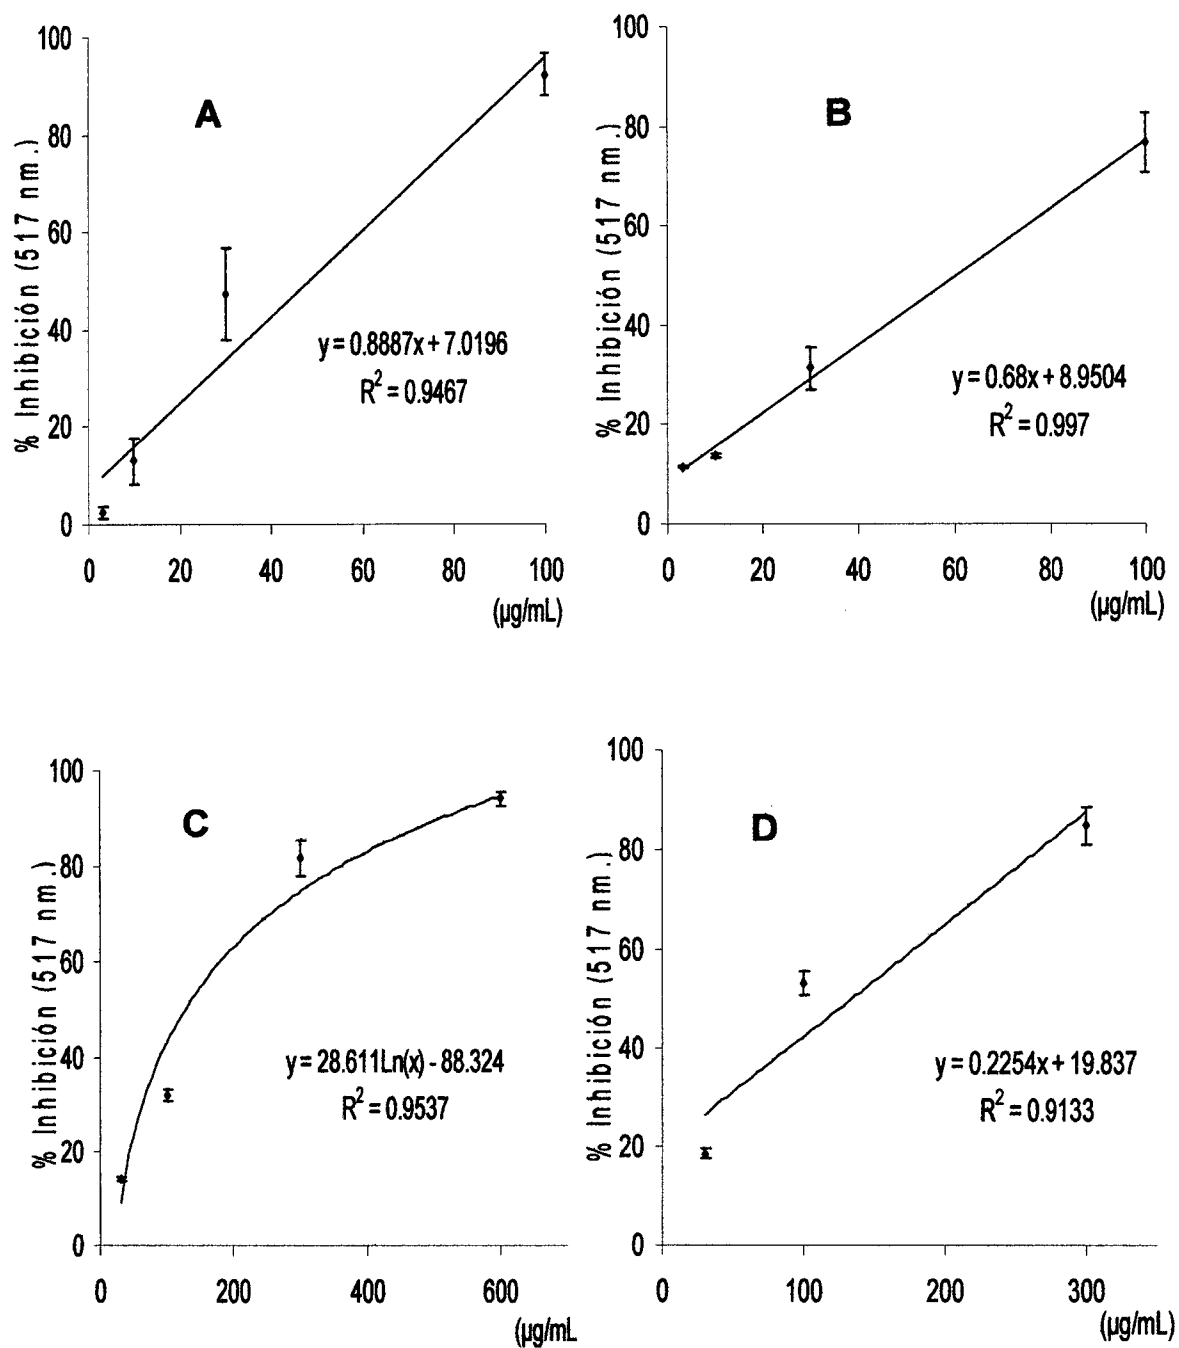 A
% Inhibición (517 nm.)
100
80
60
40
20
0
y = 0.8887x + 7.0196
R² = 0.9467
0 20 40 60 80 100
(µg/mL)
B
% Inhibición (517 nm.)
100
80
60
40
20
0
y = 0.68x + 8.9504
R² = 0.997
0 20 40 60 80 100
(µg/mL)
C
% Inhibición (517 nm.)
100
80
60
40
20
0
y = 28.611Ln(x) - 88.324
R² = 0.9537
0 200 400 600
(µg/mL
D
% Inhibición (517 nm.)
100
80
60
40
20
0
y = 0.2254x + 19.837
R² = 0.9133
0 100 200 300
(µg/mL)